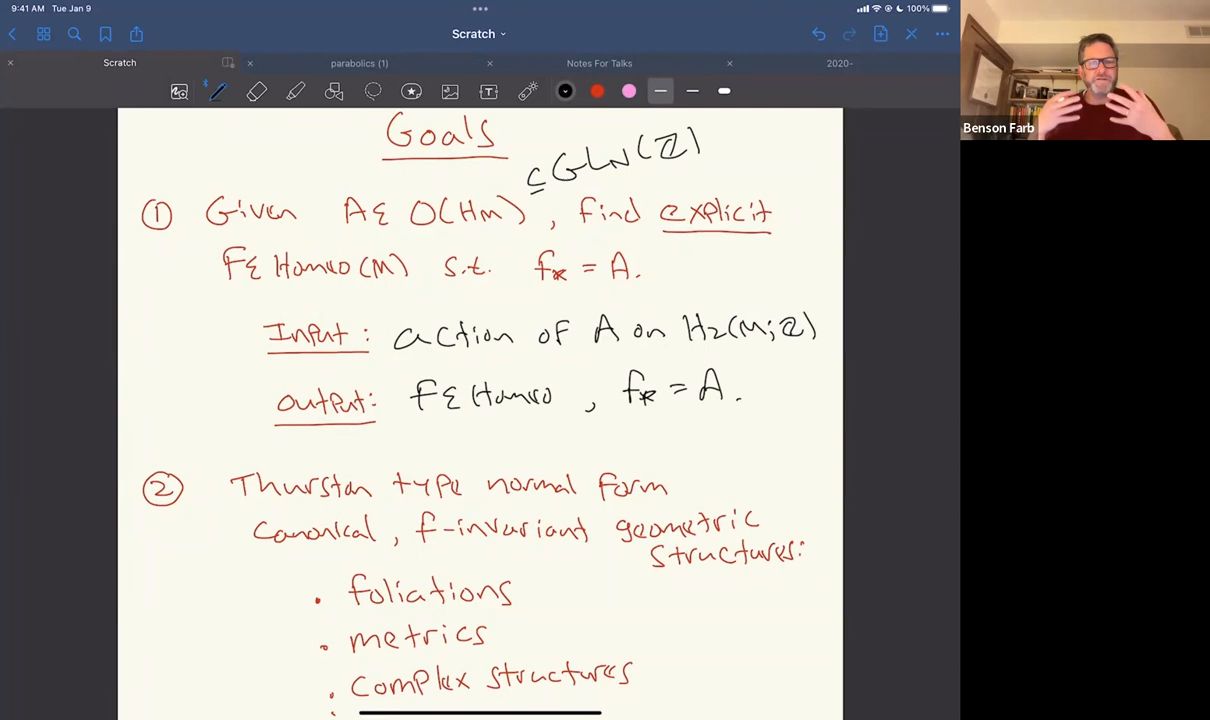 9:41 AM Tue Jan 9
100%
Scratch
Scratch
parabolics (1)
Notes For Talks
2020-
Benson Farb
Goals
⊆ GLN(ℤ)
① Given A ∈ O(HM), find explicit
f ∈ Homeo(M) s.t. f* = A.
Input: action of A on H2(M;ℤ)
Output: f ∈ Homeo, f* = A.
② Thurston type normal form
canonical, f-invariant geometric
structures:
• foliations
• metrics
• complex structures